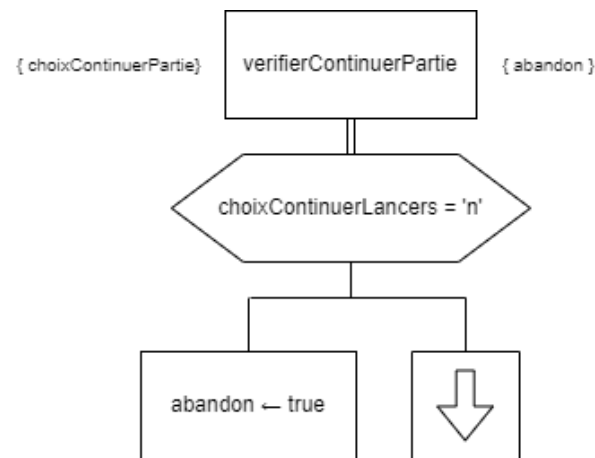 { choixContinuerPartie}
verifierContinuerPartie
{ abandon }
choixContinuerLancers = 'n'
abandon ← true